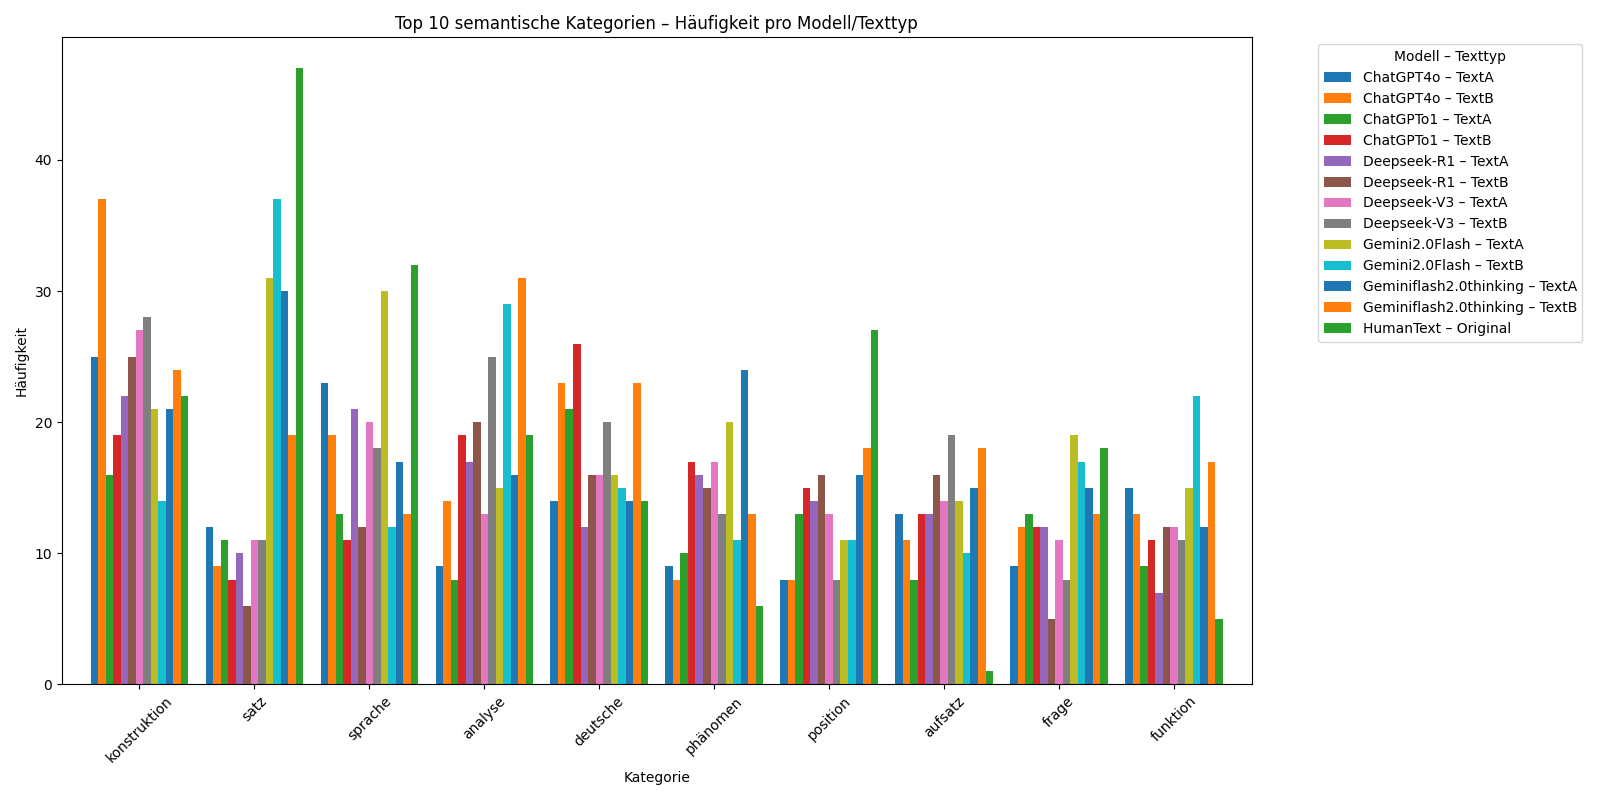 Top 10 semantische Kategorien – Häufigkeit pro Modell/Texttyp
Häufigkeit
40
30
20
10
0
konstruktion
satz
sprache
analyse
deutsche
phänomen
position
aufsatz
frage
funktion
Kategorie
Modell – Texttyp
ChatGPT4o – TextA
ChatGPT4o – TextB
ChatGPTo1 – TextA
ChatGPTo1 – TextB
Deepseek-R1 – TextA
Deepseek-R1 – TextB
Deepseek-V3 – TextA
Deepseek-V3 – TextB
Gemini2.0Flash – TextA
Gemini2.0Flash – TextB
Geminiflash2.0thinking – TextA
Geminiflash2.0thinking – TextB
HumanText – Original